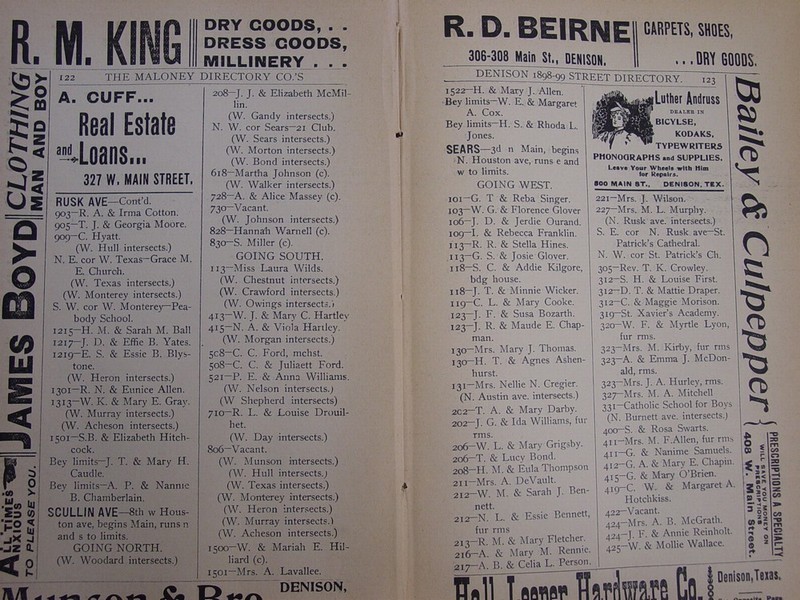 R. M. KING
DRY GOODS, . .
DRESS GOODS,
MILLINERY . . .
122 THE MALONEY DIRECTORY CO.'S
JAMES BOYD
CLOTHING
MAN AND BOY
ALL TIMES
ANXIOUS
TO PLEASE YOU.
A. CUFF...
Real Estate
and Loans...
327 W. MAIN STREET.
RUSK AVE—Cont'd.
903—R. A. & Irma Cotton.
905—T. J. & Georgia Moore.
909—C. Hyatt.
(W. Hull intersects.)
N. E. cor W. Texas—Grace M.
E. Church.
(W. Texas intersects.)
(W. Monterey intersects.)
S. W. cor W. Monterey—Pea-
body School.
1215—H. M. & Sarah M. Ball
1217—J. D. & Effie B. Yates.
1219—E. S. & Essie B. Blys-
tone.
(W. Heron intersects.)
1301—R. N. & Eunice Allen.
1313—W. K. & Mary E. Gray.
(W. Murray intersects.)
(W. Acheson intersects.)
1501—S.B. & Elizabeth Hitch-
cock.
Bey limits—J. T. & Mary H.
Caudle.
Bey limits—A. P. & Nannie
B. Chamberlain.
SCULLIN AVE—8th w Hous-
ton ave, begins Main, runs n
and s to limits.
GOING NORTH.
(W. Woodard intersects.)
208—J. J. & Elizabeth McMil-
lin.
(W. Gandy intersects.)
N. W. cor Sears—21 Club.
(W. Sears intersects.)
(W. Morton intersects.)
(W. Bond intersects.)
618—Martha Johnson (c).
(W. Walker intersects.)
728—A. & Alice Massey (c).
730—Vacant.
(W. Johnson intersects.)
828—Hannah Warnell (c).
830—S. Miller (c).
GOING SOUTH.
113—Miss Laura Wilds.
(W. Chestnut intersects.)
(W. Crawford intersects.)
(W. Owings intersects.)
413—W. J. & Mary C. Hartley
415—N. A. & Viola Hartley.
(W. Morgan intersects.)
508—C. C. Ford, mchst.
508—C. C. & Juliaett Ford.
521—P. E. & Anna Williams.
(W. Nelson intersects.)
(W Shepherd intersects)
710—R. L. & Louise Drouil-
het.
(W. Day intersects.)
806—Vacant.
(W. Munson intersects.)
(W. Hull intersects.)
(W. Texas intersects.)
(W. Monterey intersects.)
(W. Heron intersects.)
(W. Murray intersects.)
(W. Acheson intersects.)
1500—W. & Mariah E. Hil-
liard (c).
1501—Mrs. A. Lavallee.
Munson & Bro
DENISON,
R. D. BEIRNE
CARPETS, SHOES,
306-308 Main St., DENISON.
...DRY GOODS.
DENISON 1898-99 STREET DIRECTORY. 123
1522—H. & Mary J. Allen.
Bey limits—W. E. & Margaret
A. Cox.
Bey limits—H. S. & Rhoda L.
Jones.
SEARS—3d n Main, begins
N. Houston ave, runs e and
w to limits.
GOING WEST.
101—G. T & Reba Singer.
103—W. G. & Florence Glover
106—J. D. & Jerdie Ourand.
109—I. & Rebecca Franklin.
113—R. R. & Stella Hines.
113—G. S. & Josie Glover.
118—S. C. & Addie Kilgore,
bdg house.
118—J. T. & Minnie Wicker.
119—C. L. & Mary Cooke.
123—J. F. & Susa Bozarth.
123—J. R. & Maude E. Chap-
man.
130—Mrs. Mary J. Thomas.
130—H. T. & Agnes Ashen-
hurst.
131—Mrs. Nellie N. Cregier.
(N. Austin ave. intersects.)
202—T. A. & Mary Darby.
202—J. G. & Ida Williams, fur
rms.
206—W. L. & Mary Grigsby.
206—T. & Lucy Bond.
208—H. M. & Eula Thompson
211—Mrs. A. DeVault.
212—W. M. & Sarah J. Ben-
nett.
212—N. L. & Essie Bennett,
fur rms
213—R. M. & Mary Fletcher.
216—A. & Mary M. Rennie.
217—A. B. & Celia L. Person.
Luther Andruss
DEALER IN
BICYLSE,
KODAKS,
TYPEWRITERS
PHONOGRAPHS and SUPPLIES.
Leave Your Wheels with Him
for Repairs.
800 MAIN ST., DENISON, TEX.
221—Mrs. J. Wilson.
227—Mrs. M. L. Murphy.
(N. Rusk ave. intersects.)
S. E. cor N. Rusk ave—St.
Patrick's Cathedral.
N. W. cor St. Patrick's Ch.
305—Rev. T. K. Crowley.
312—S. H. & Louise First.
312—D. T. & Mattie Draper.
312—C. & Maggie Morison.
319—St. Xavier's Academy.
320—W. F. & Myrtle Lyon,
fur rms
323—Mrs. M. Kirby, fur rms
323—A. & Emma J. McDon-
ald, rms.
323—Mrs. J. A. Hurley, rms.
327—Mrs. M. A. Mitchell
331—Catholic School for Boys
(N. Burnett ave. intersects.)
400—S. & Rosa Swarts.
411—Mrs. M. F.Allen, fur rms
411—G. & Nanime Samuels.
412—G. A. & Mary E. Chapin.
415—G. & Mary O'Brien.
419—C. W. & Margaret A.
Hotchkiss.
422—Vacant.
424—Mrs. A. B. McGrath.
424—J. F. & Annie Reinholt.
425—W. & Mollie Wallace.
Bailey & Culpepper
PRESCRIPTIONS A SPECIALTY
WILL SAVE YOU MONEY ON
PRESCRIPTIONS
408 W. Main Street.
Hall Leeper Hardware Co.
Denison, Texas.